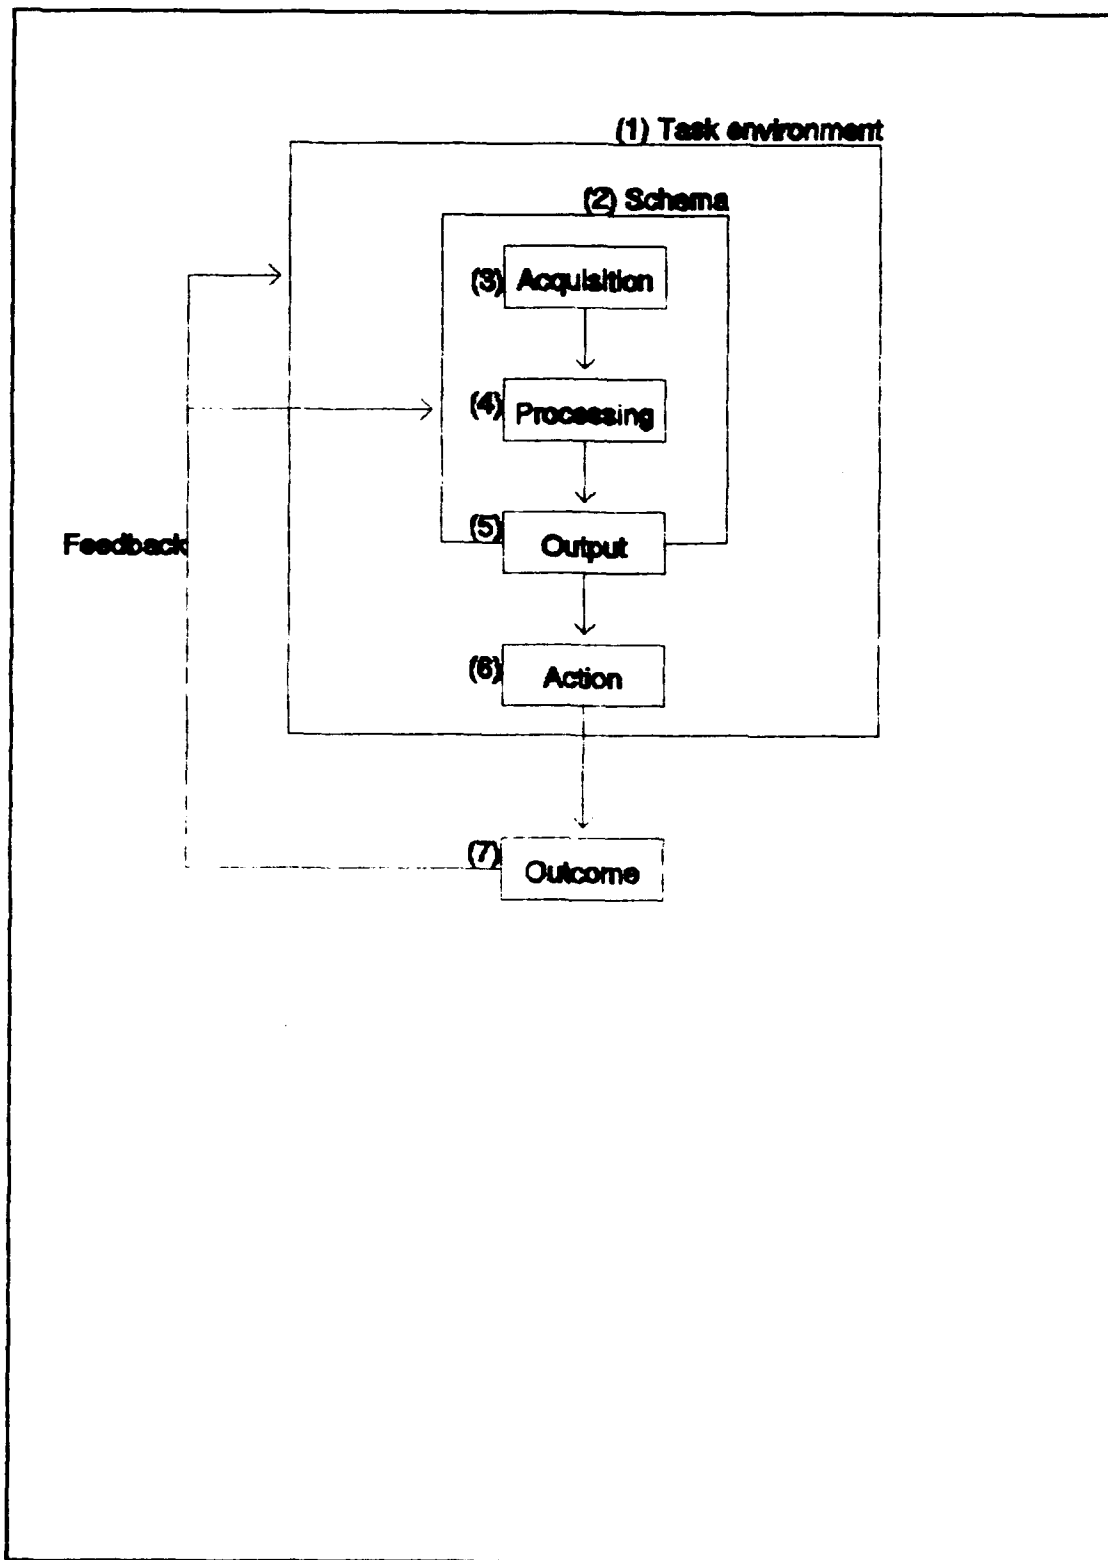 (1) Task environment
(2) Schema
(3) Acquisition
(4) Processing
Feedback
(5) Output
(6) Action
(7) Outcome